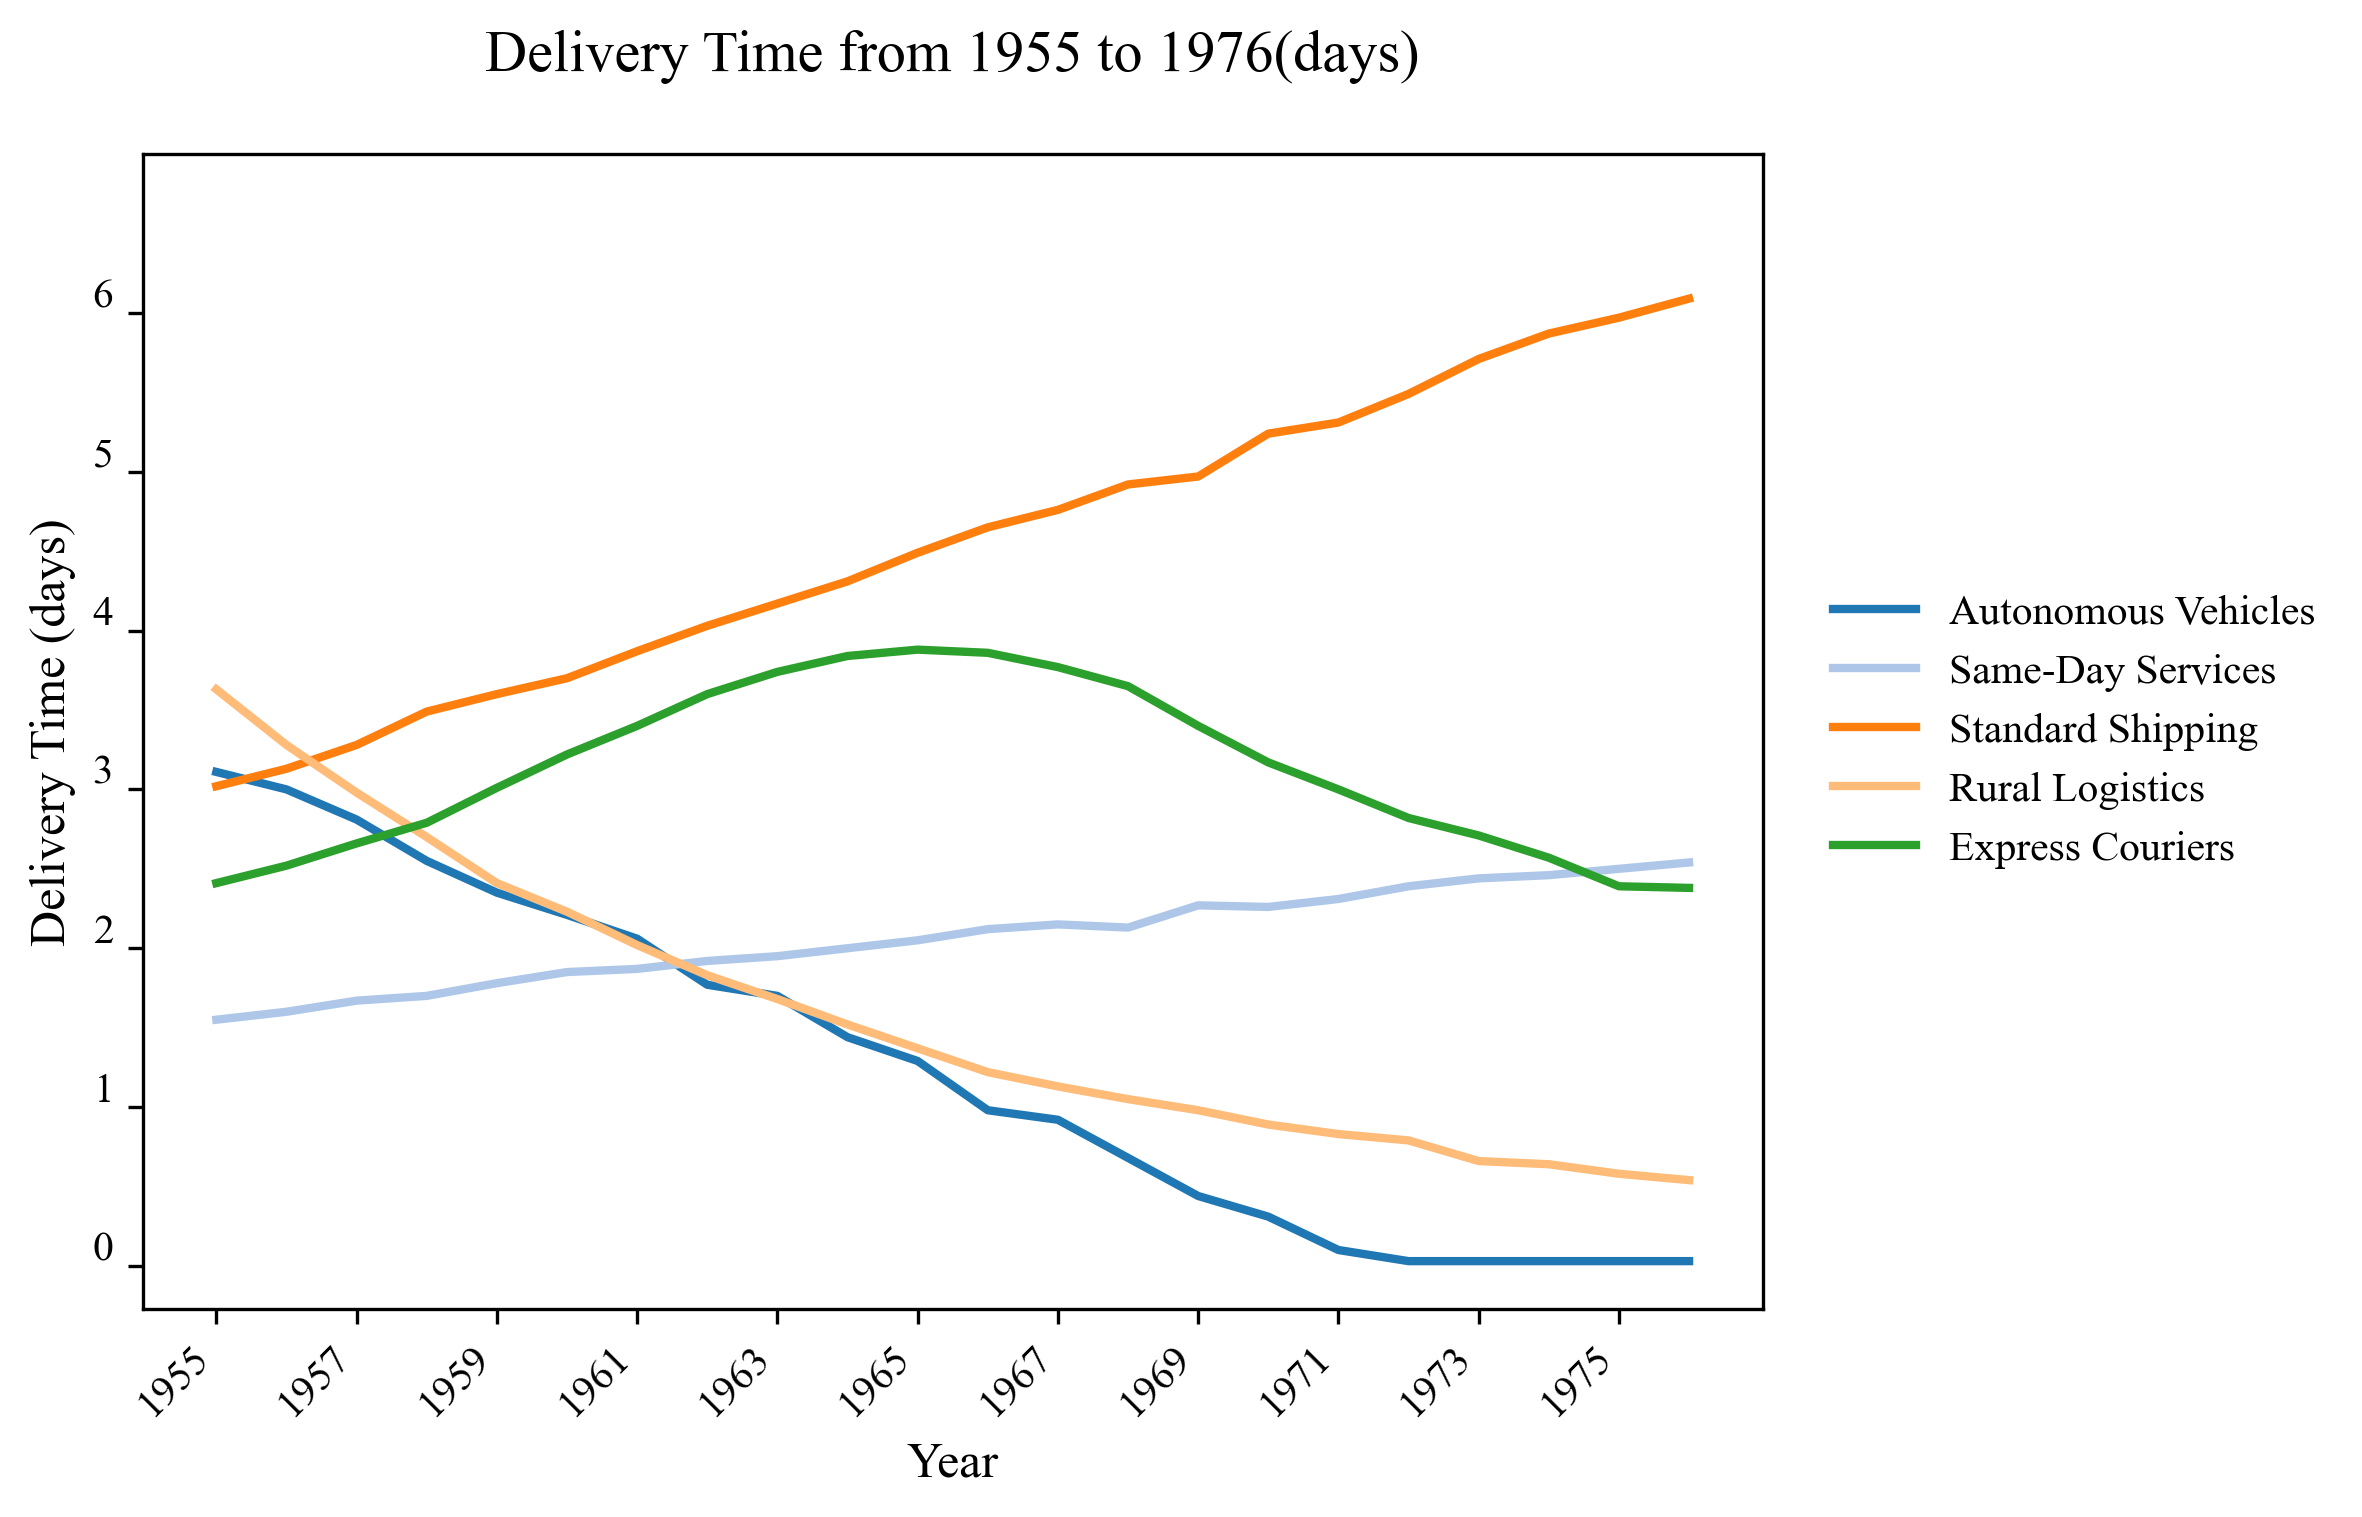 Delivery Time from 1955 to 1976(days)
Delivery Time (days)
6
5
4
3
2
1
0
1955
1957
1959
1961
1963
1965
1967
1969
1971
1973
1975
Year
Autonomous Vehicles
Same-Day Services
Standard Shipping
Rural Logistics
Express Couriers